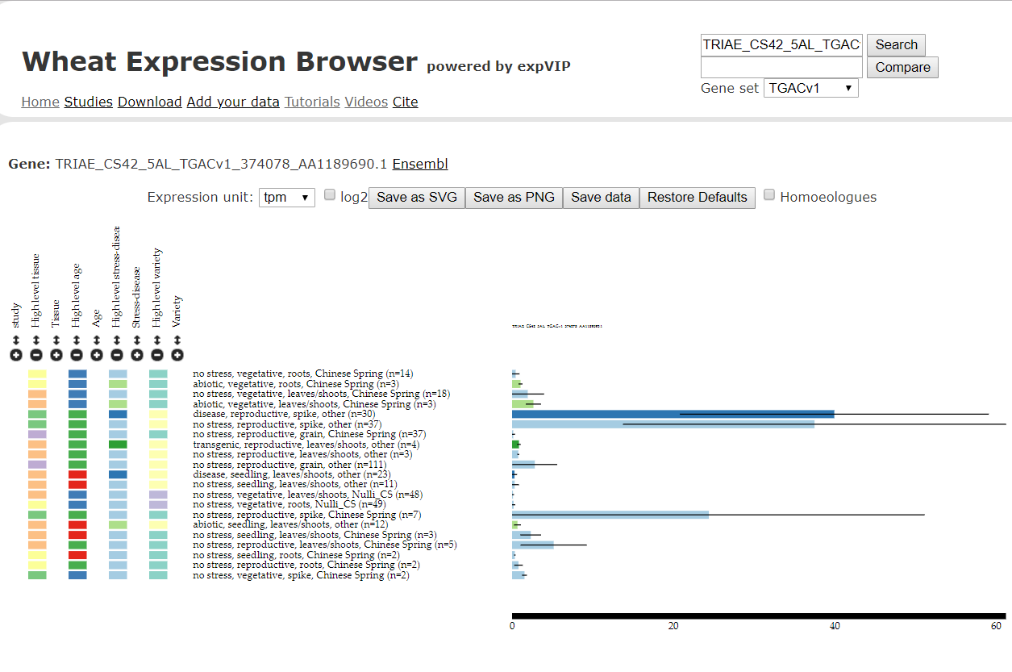 Wheat Expression Browser powered by expVIP
TRIAE_CS42_5AL_TGAC Search
Compare
Gene set TGACv1
Home Studies Download Add your data Tutorials Videos Cite
Gene: TRIAE_CS42_5AL_TGACv1_374078_AA1189690.1 Ensembl
Expression unit: tpm log2 Save as SVG Save as PNG Save data Restore Defaults Homoeologues
study
High level tissue
Tissue
High level age
Age
High level stress-diseas
Stress-disease
High level variety
Variety
no stress, vegetative, roots, Chinese Spring (n=14)
abiotic, vegetative, roots, Chinese Spring (n=3)
no stress, vegetative, leaves/shoots, Chinese Spring (n=18)
abiotic, vegetative, leaves/shoots, Chinese Spring (n=3)
disease, reproductive, spike, other (n=30)
no stress, reproductive, spike, other (n=37)
no stress, reproductive, grain, Chinese Spring (n=37)
transgenic, reproductive, leaves/shoots, other (n=4)
no stress, reproductive, leaves/shoots, other (n=3)
no stress, reproductive, grain, other (n=111)
disease, seedling, leaves/shoots, other (n=23)
no stress, seedling, leaves/shoots, other (n=11)
no stress, vegetative, leaves/shoots, Nulli_CS (n=48)
no stress, vegetative, roots, Nulli_CS (n=49)
no stress, reproductive, spike, Chinese Spring (n=7)
abiotic, seedling, leaves/shoots, other (n=12)
no stress, seedling, leaves/shoots, Chinese Spring (n=3)
no stress, reproductive, leaves/shoots, Chinese Spring (n=5)
no stress, seedling, roots, Chinese Spring (n=2)
no stress, reproductive, roots, Chinese Spring (n=2)
no stress, vegetative, spike, Chinese Spring (n=2)
0 20 40 60